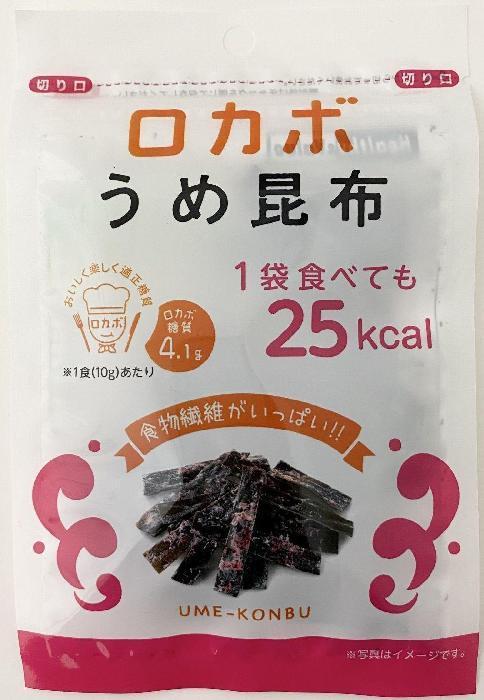 切り口
切り口
ロカボ
うめ昆布
おいしく楽しく適正糖質
ロカボ
ロカボ
糖質
4.1g
※1食(10g)あたり
1袋食べても
25kcal
食物繊維がいっぱい!!
UME-KONBU
※写真はイメージです。